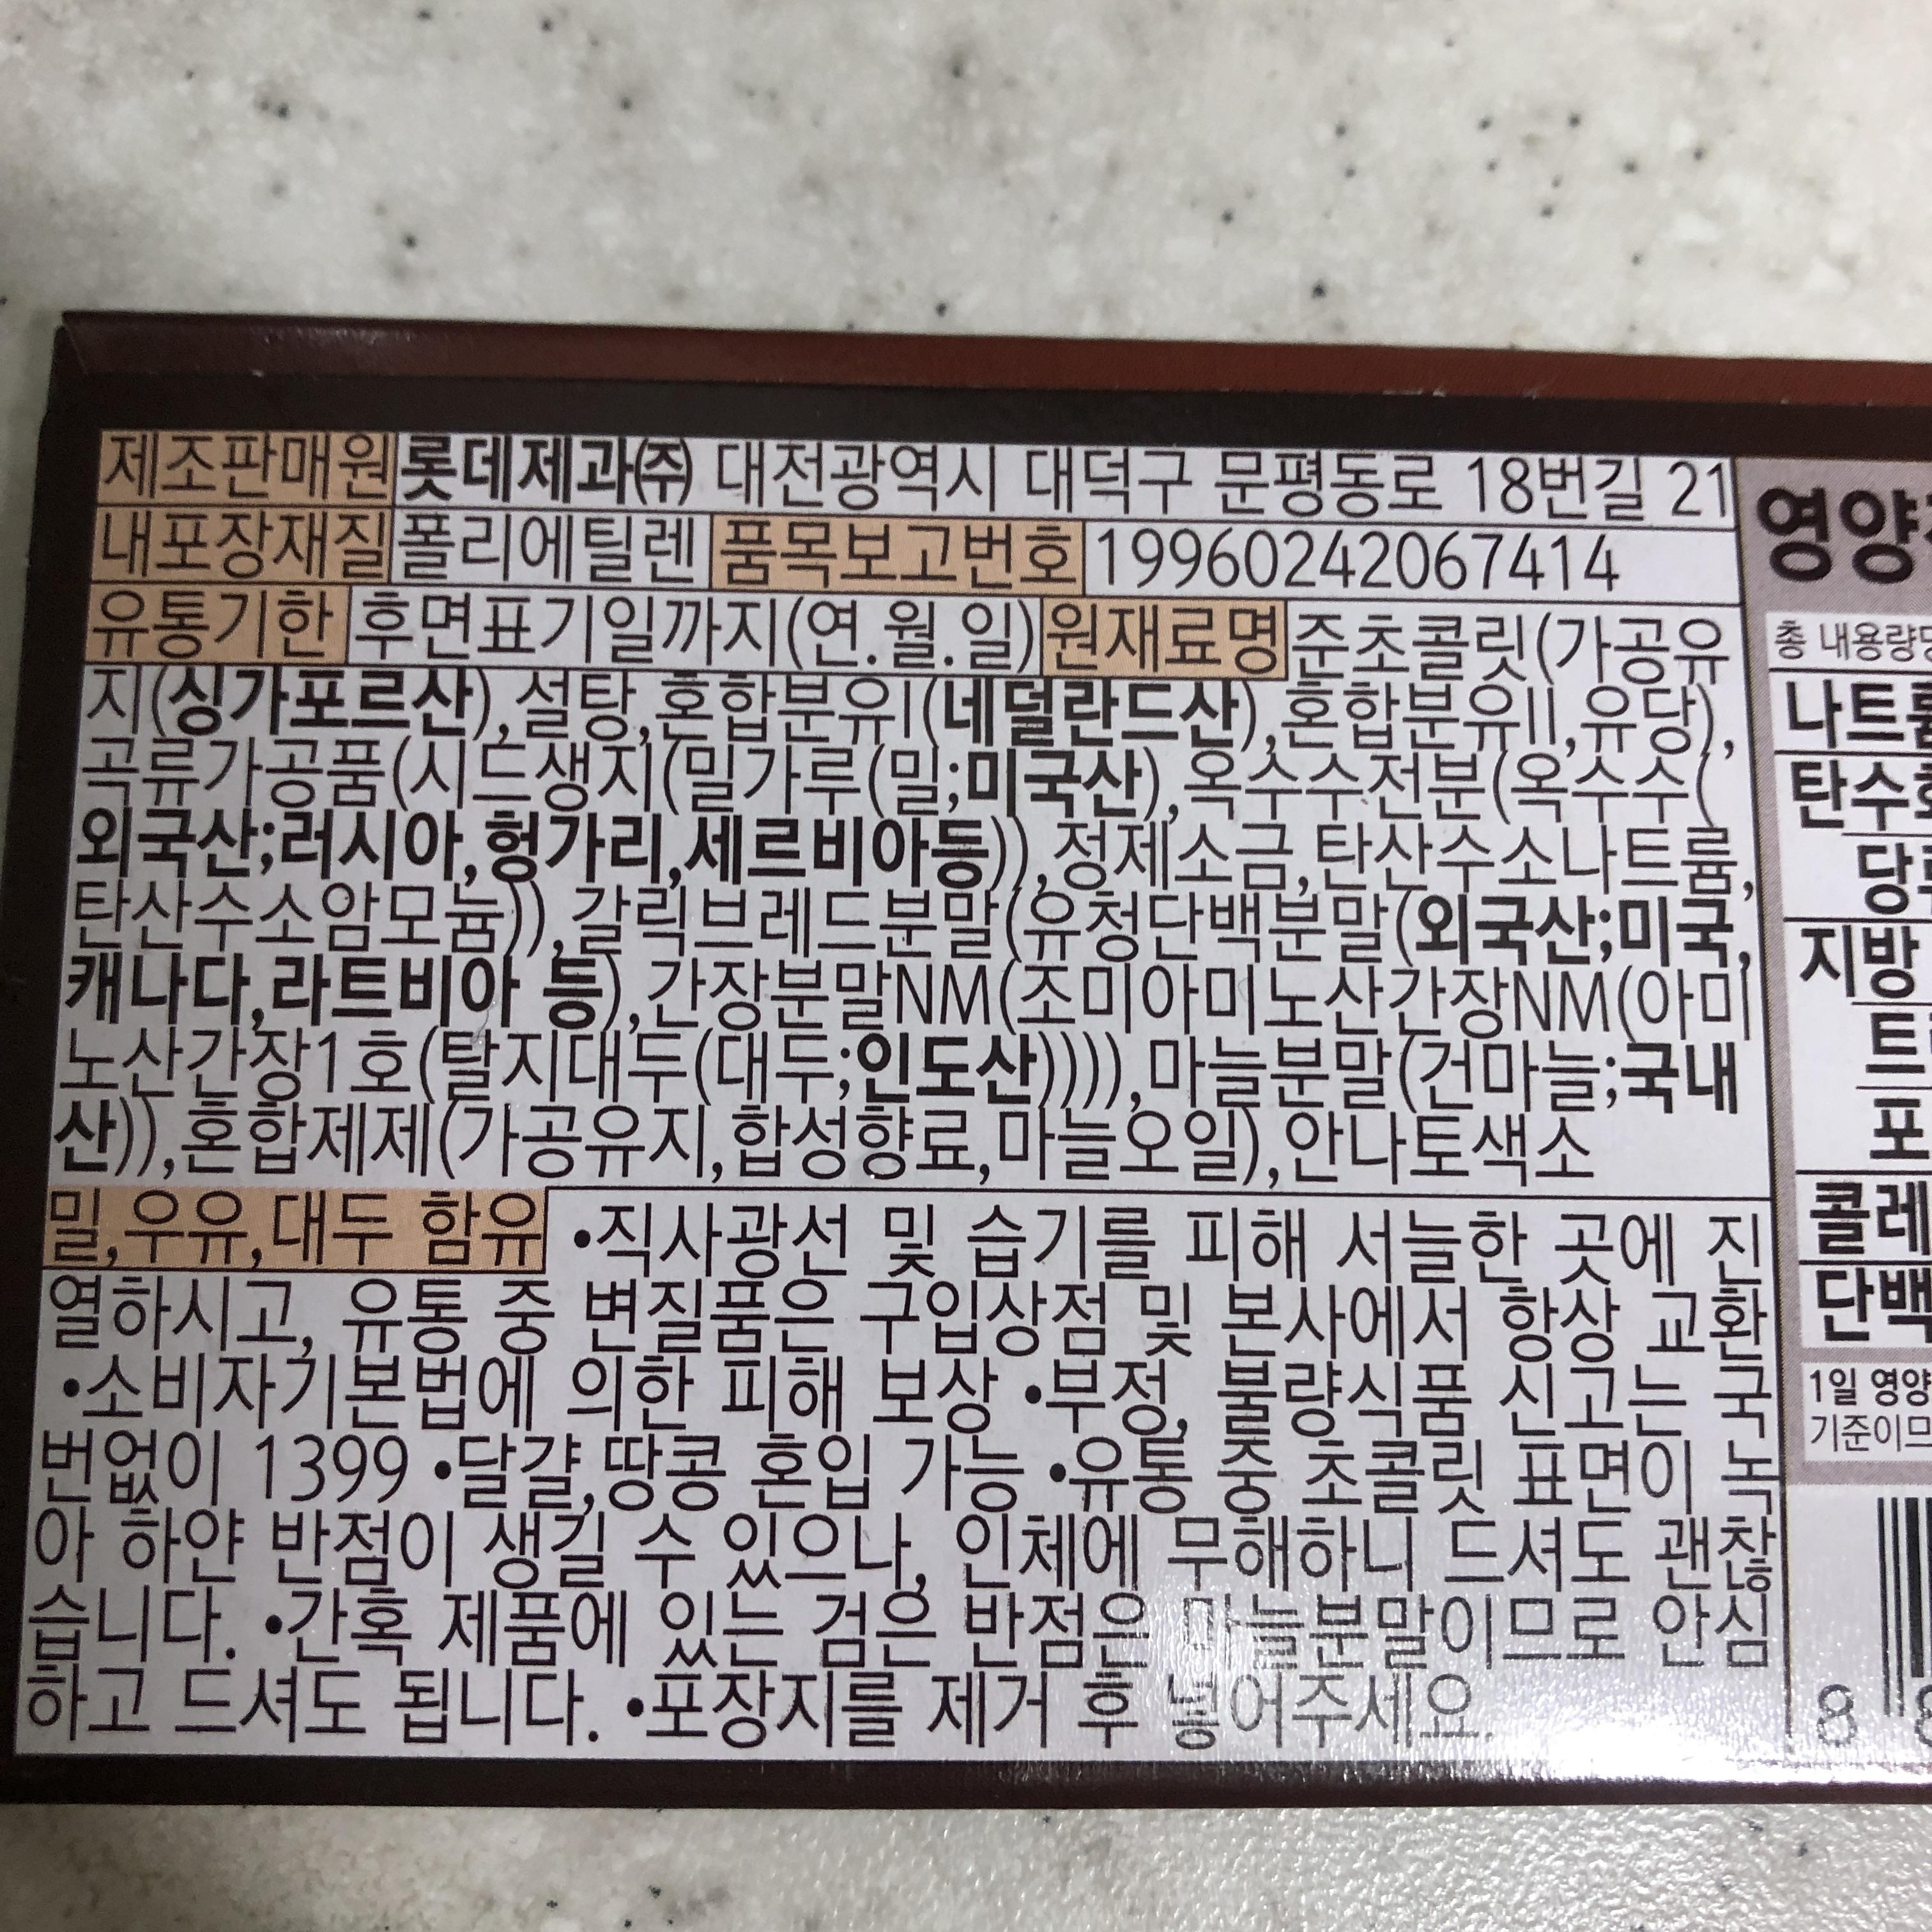 제조판매원 롯데제과㈜ 대전광역시 대덕구 문평동로 18번길 21
내포장재질 폴리에틸렌 품목보고번호 19960242067414
유통기한 후면표기일까지(연.월.일) 원재료명 준초콜릿(가공유
지(싱가포르산),설탕,혼합분유I(네덜란드산),혼합분유II,유당),
곡류가공품(시드생지(밀가루(밀;미국산),옥수수전분(옥수수(
외국산;러시아,헝가리,세르비아등)),정제소금,탄산수소나트륨,
탄산수소암모늄)),갈릭브레드분말(유청단백분말(외국산;미국,
캐나다,라트비아 등),간장분말NM(조미아미노산간장NM(아미
노산간장1호(탈지대두(대두;인도산)))),마늘분말(건마늘;국내
산)),혼합제제(가공유지,합성향료,마늘오일),안나토색소
밀,우유,대두 함유 •직사광선 및 습기를 피해 서늘한 곳에 진
열하시고, 유통 중 변질품은 구입상점 및 본사에서 항상 교환
•소비자기본법에 의한 피해 보상 •부정, 불량식품 신고는 국
번없이 1399 •달걀,땅콩 혼입 가능 •유통 중 초콜릿 표면이 녹
아 하얀 반점이 생길 수 있으나, 인체에 무해하니 드셔도 괜찮
습니다. •간혹 제품에 있는 검은 반점은 마늘분말이므로 안심
하고 드셔도 됩니다. •포장지를 제거 후 넣어주세요.
영양
총 내용량
나트륨
탄수
당
지방
트
포
콜레
단백
1일 영양
기준이므
8